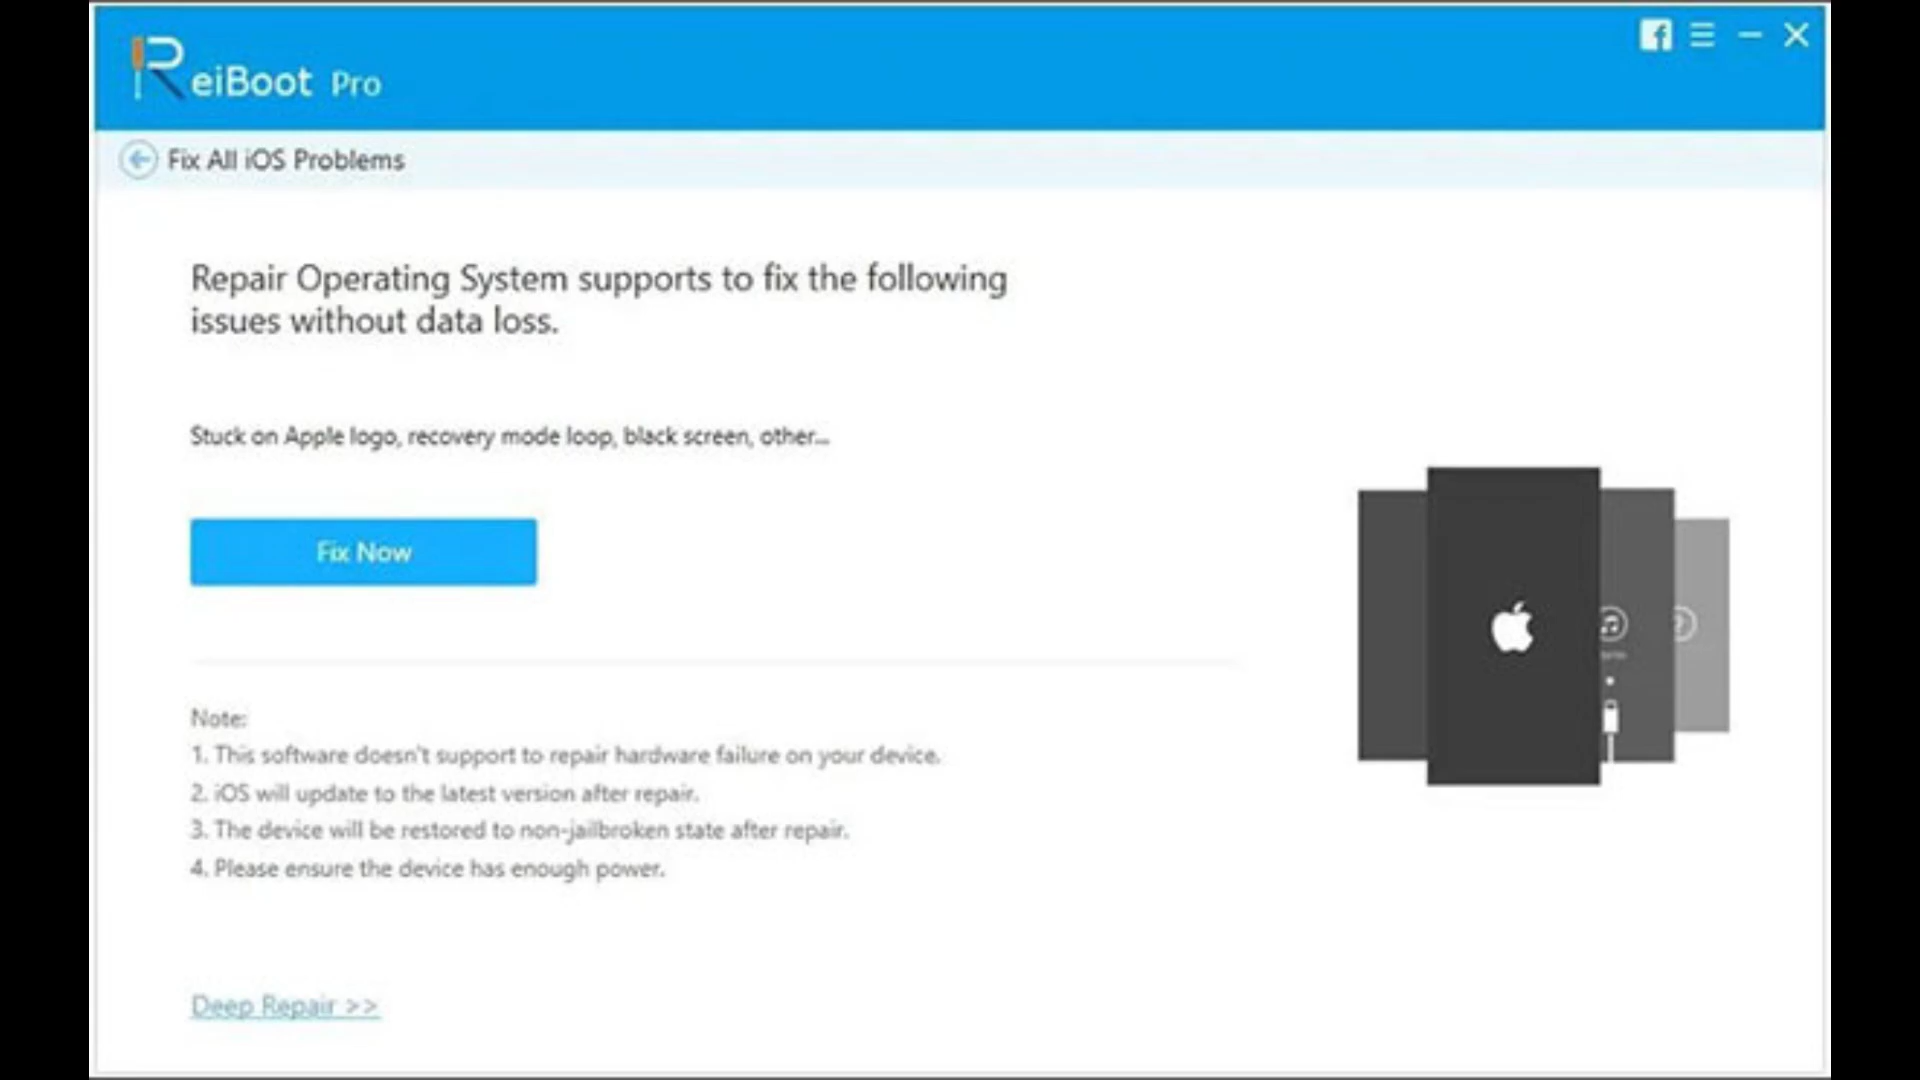 ReiBoot Pro
Fix All iOS Problems
Repair Operating System supports to fix the following
issues without data loss.
Stuck on Apple logo, recovery mode loop, black screen, other...
Fix Now
Note:
1. This software doesn't support to repair hardware failure on your device.
2. iOS will update to the latest version after repair.
3. The device will be restored to non-jailbroken state after repair.
4. Please ensure the device has enough power.
Deep Repair >>